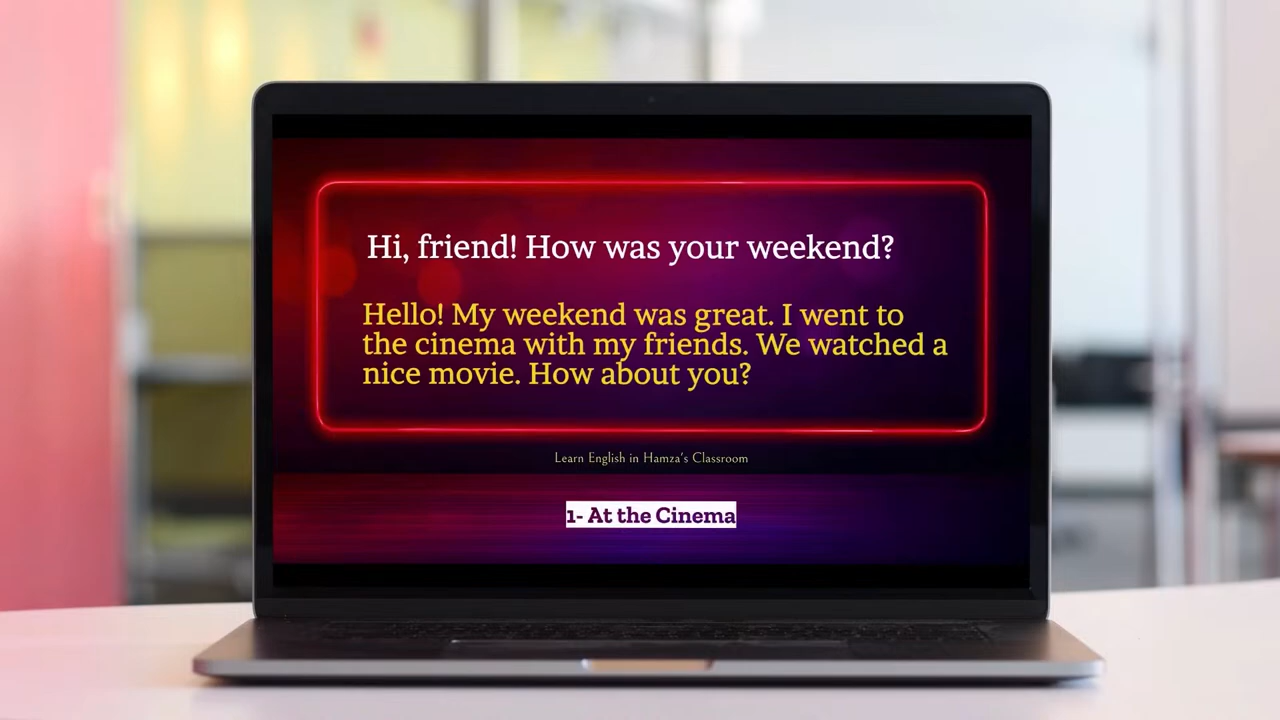 Hi, friend! How was your weekend?
Hello! My weekend was great. I went to
the cinema with my friends. We watched a
nice movie. How about you?
Learn English in Hamza's Classroom
1- At the Cinema